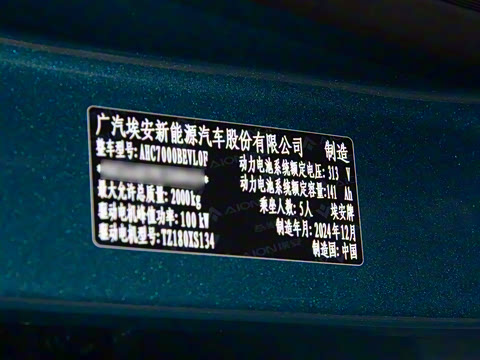 广汽埃安新能源汽车股份有限公司 制造
整车型号: AHC7000BEVL0F 动力电池系统额定电压: 313 V
动力电池系统额定容量: 141 Ah
最大允许总质量: 2000kg 乘坐人数: 5人 埃安牌
驱动电机峰值功率: 100 kW 制造年月: 2024年12月
驱动电机型号: TZ180XS134 制造国: 中国